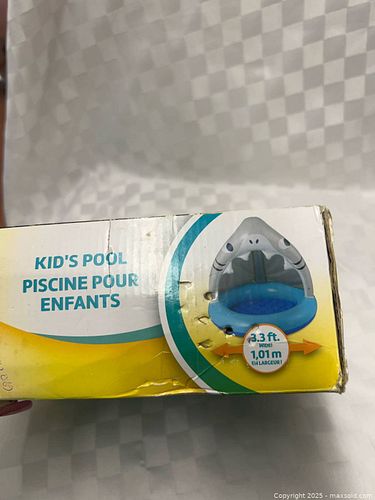 KID'S POOL
PISCINE POUR
ENFANTS
3.3 ft.
WIDE!
1,01 m
EN LARGEUR!
Copyright 2025 - maxsold.com